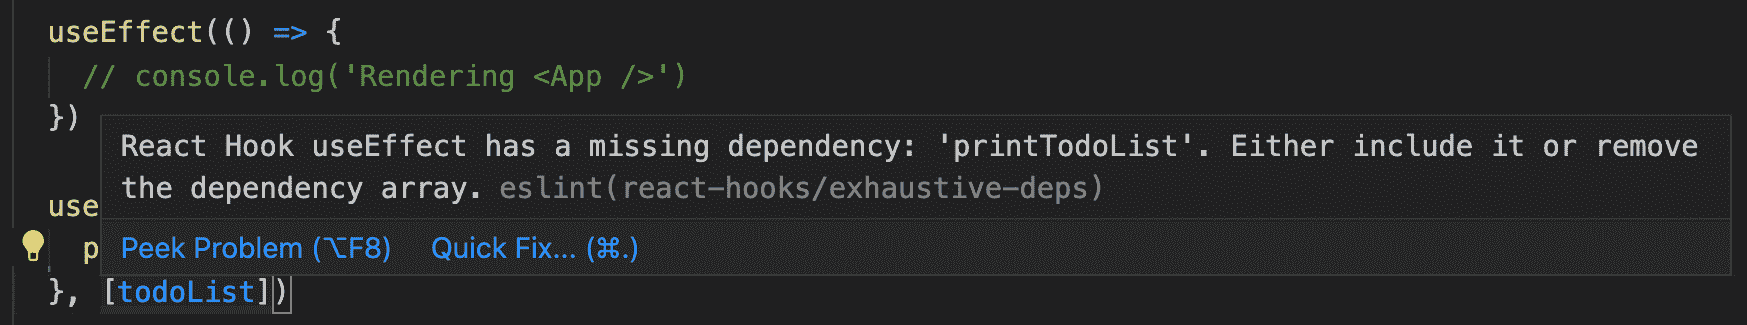 useEffect(() => {
// console.log('Rendering <App />')
})
React Hook useEffect has a missing dependency: 'printTodoList'. Either include it or remove
the dependency array. eslint(react-hooks/exhaustive-deps)
use
p
Peek Problem (⌥F8) Quick Fix... (⌘.)
}, [todoList])